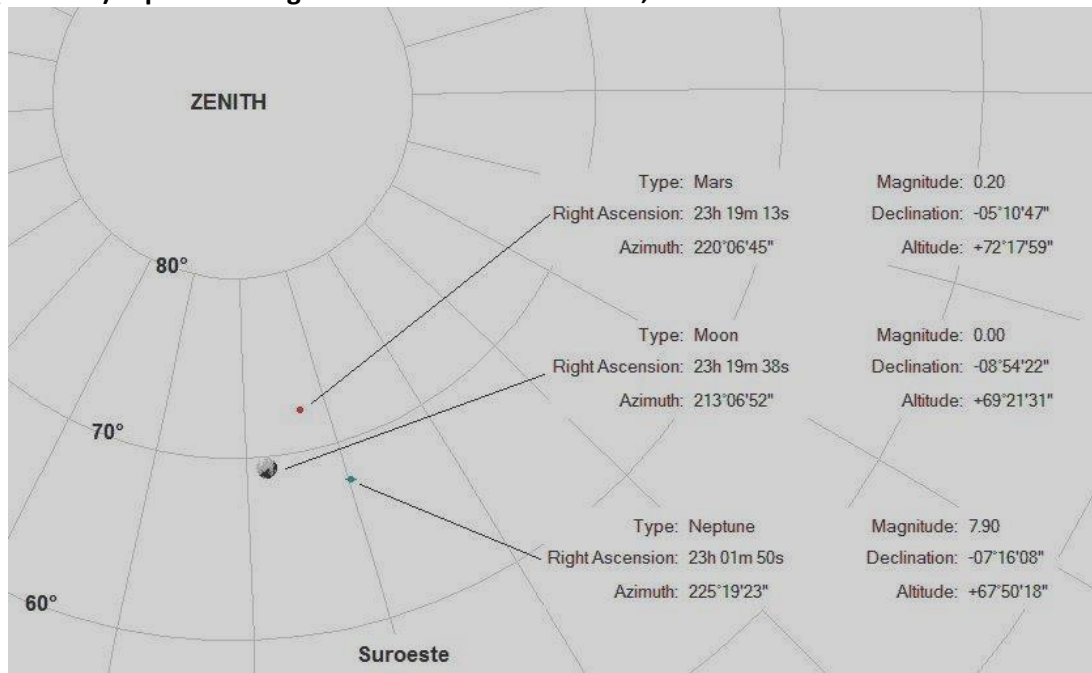 ZENITH
Type: Mars Magnitude: 0.20
Right Ascension: 23h 19m 13s Declination: -05°10'47"
Azimuth: 220°06'45" Altitude: +72°17'59"
80°
Type: Moon Magnitude: 0.00
Right Ascension: 23h 19m 38s Declination: -08°54'22"
Azimuth: 213°06'52" Altitude: +69°21'31"
70°
Type: Neptune Magnitude: 7.90
Right Ascension: 23h 01m 50s Declination: -07°16'08"
Azimuth: 225°19'23" Altitude: +67°50'18"
60°
Suroeste